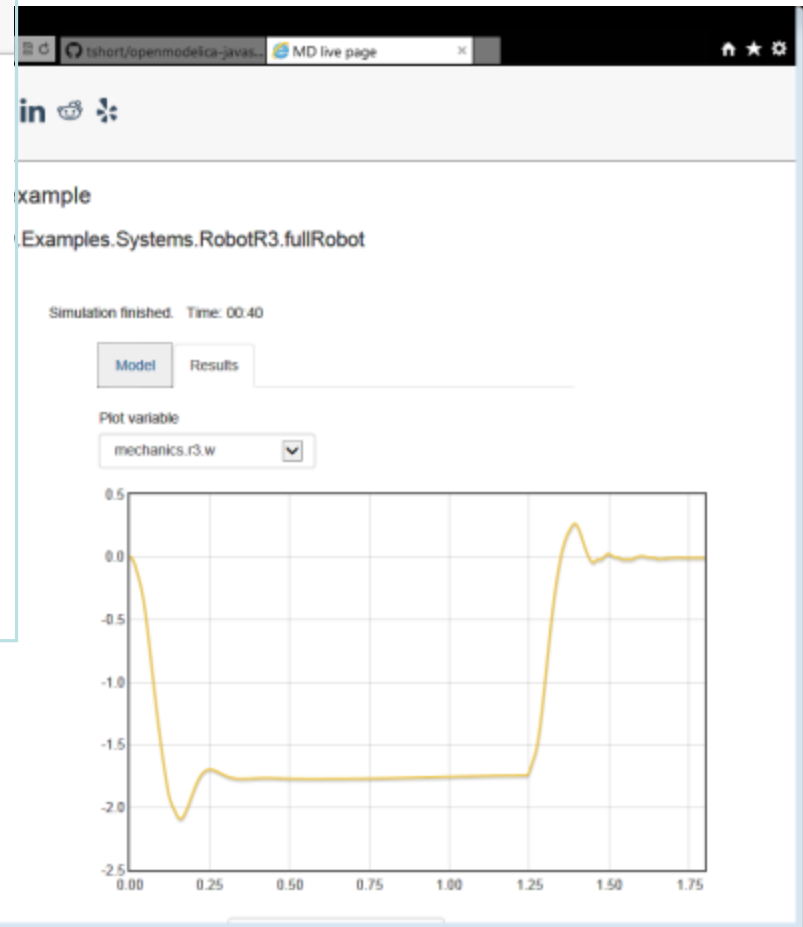 tshort/openmodelica-javas... MD live page ×
in
xample
.Examples.Systems.RobotR3.fullRobot
Simulation finished. Time: 00:40
Model Results
Plot variable
mechanics.r3.w
0.5
0.0
-0.5
-1.0
-1.5
-2.0
-2.5
0.00 0.25 0.50 0.75 1.00 1.25 1.50 1.75